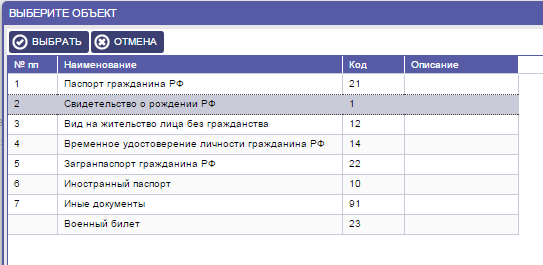 ВЫБЕРИТЕ ОБЪЕКТ
ВЫБРАТЬ ОТМЕНА
№ пп Наименование Код Описание
1 Паспорт гражданина РФ 21
2 Свидетельство о рождении РФ 1
3 Вид на жительство лица без гражданства 12
4 Временное удостоверение личности гражданина РФ 14
5 Загранпаспорт гражданина РФ 22
6 Иностранный паспорт 10
7 Иные документы 91
Военный билет 23